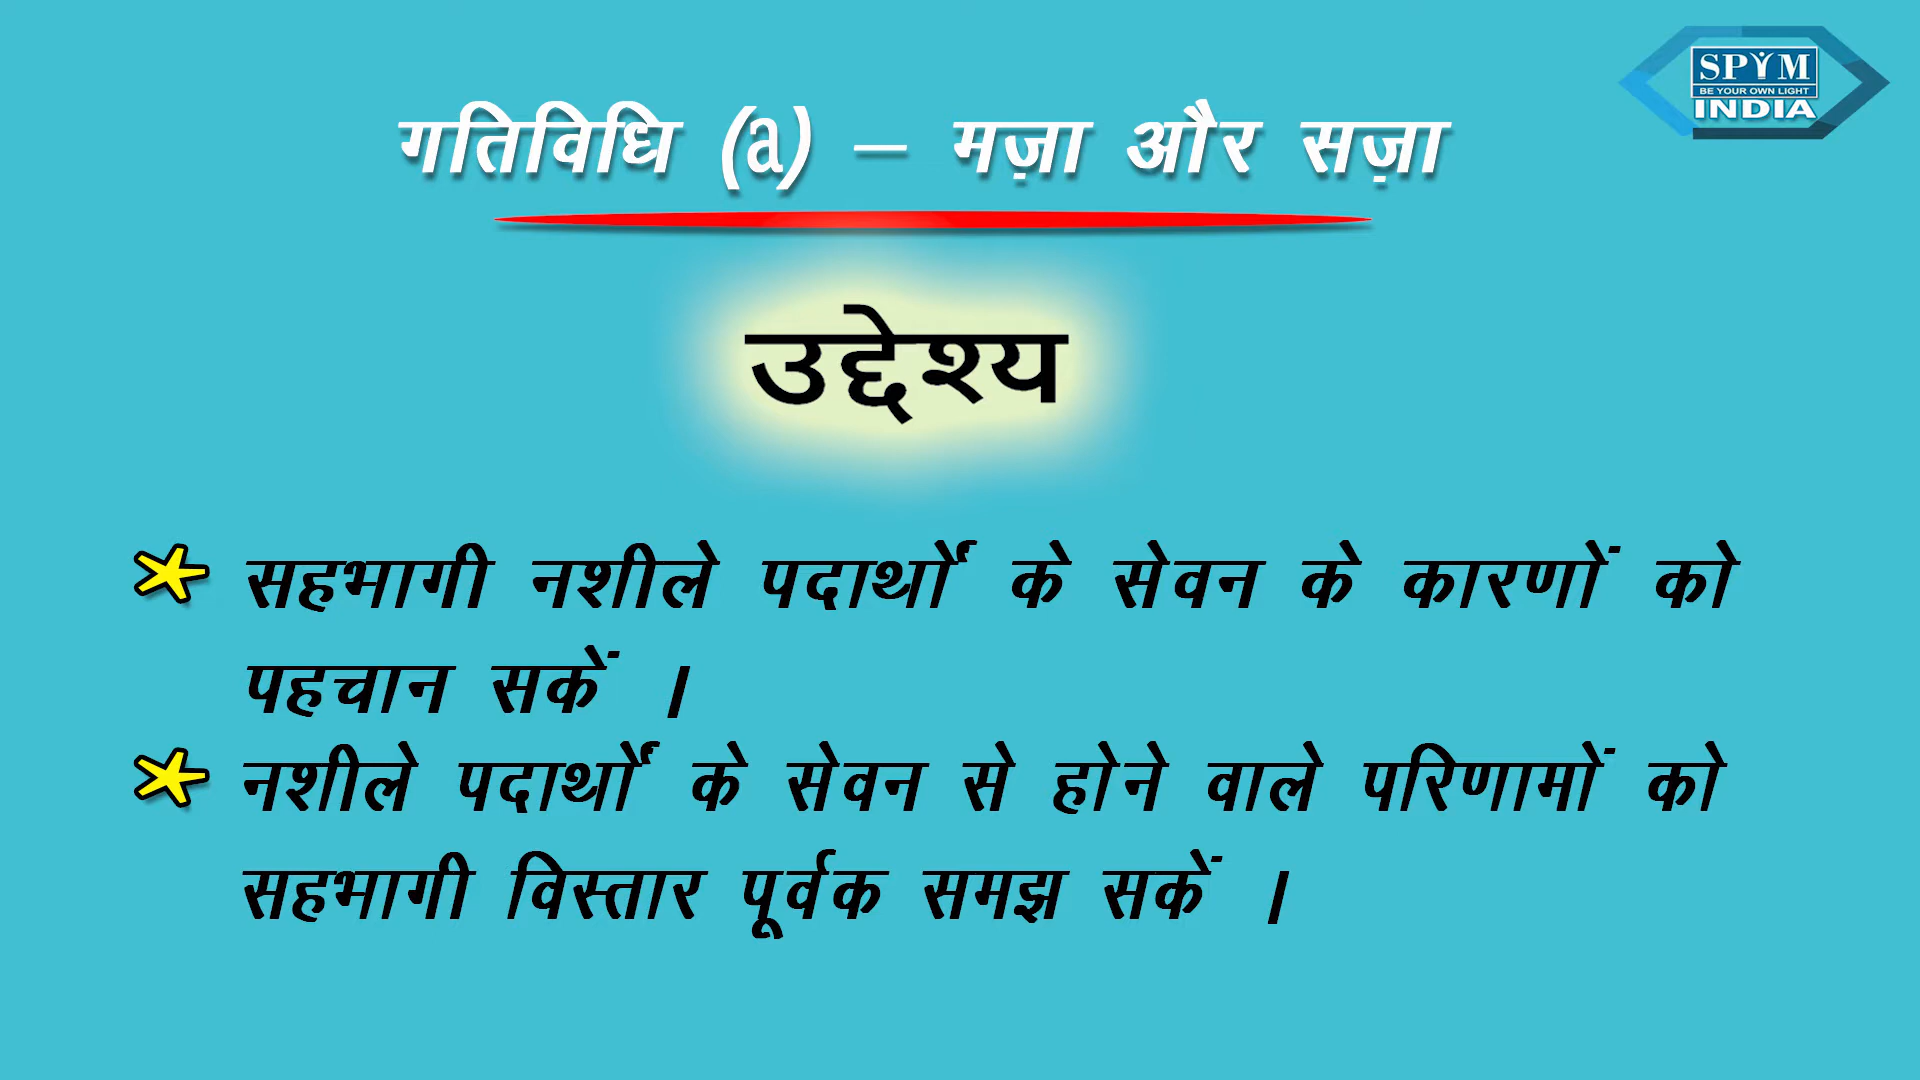 SPYM
BE YOUR OWN LIGHT
INDIA
गतिविधि (a) – मज़ा और सज़ा
उद्देश्य
सहभागी नशीले पदार्थों के सेवन के कारणों को
पहचान सकें ।
नशीले पदार्थों के सेवन से होने वाले परिणामों को
सहभागी विस्तार पूर्वक समझ सकें ।